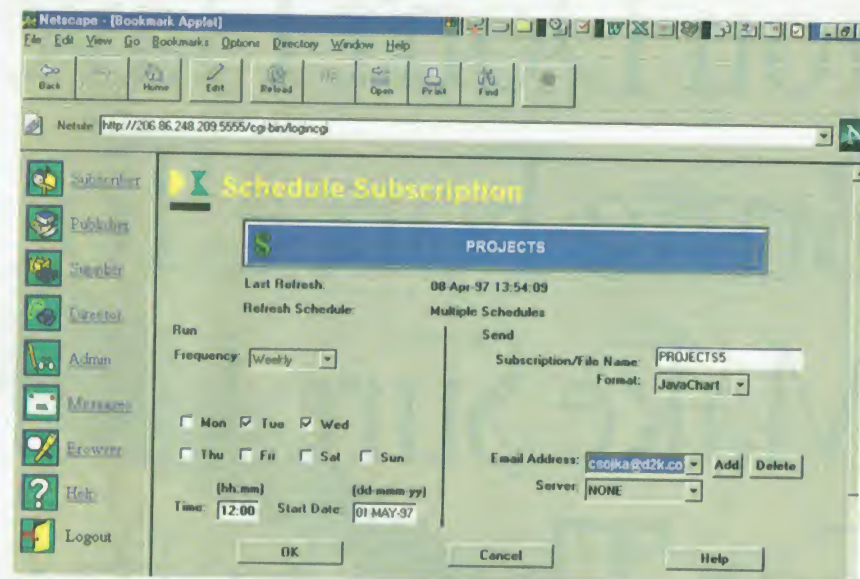 Netscape - [Bookmark Applet]
File Edit View Go Bookmarks Options Directory Window Help
Back Home Edit Reload Open Print Find
Netsite: http://206.86.248.209:5555/cgi-bin/logincgi
Subscriber
Publisher
Supplier
Director
Admin
Messages
Browser
Help
Logout
Schedule Subscription
$ PROJECTS
Last Refresh: 08-Apr-97 13:54:09
Refresh Schedule: Multiple Schedules
Run
Frequency: Weekly
Mon Tue Wed
Thu Fri Sat Sun
(hh:mm) (dd-mmm-yy)
Time: 12:00 Start Date: 01-MAY-97
Send
Subscription/File Name: PROJECTS5
Format: JavaChart
Email Address: csojka@d2k.co Add Delete
Server: NONE
OK Cancel Help